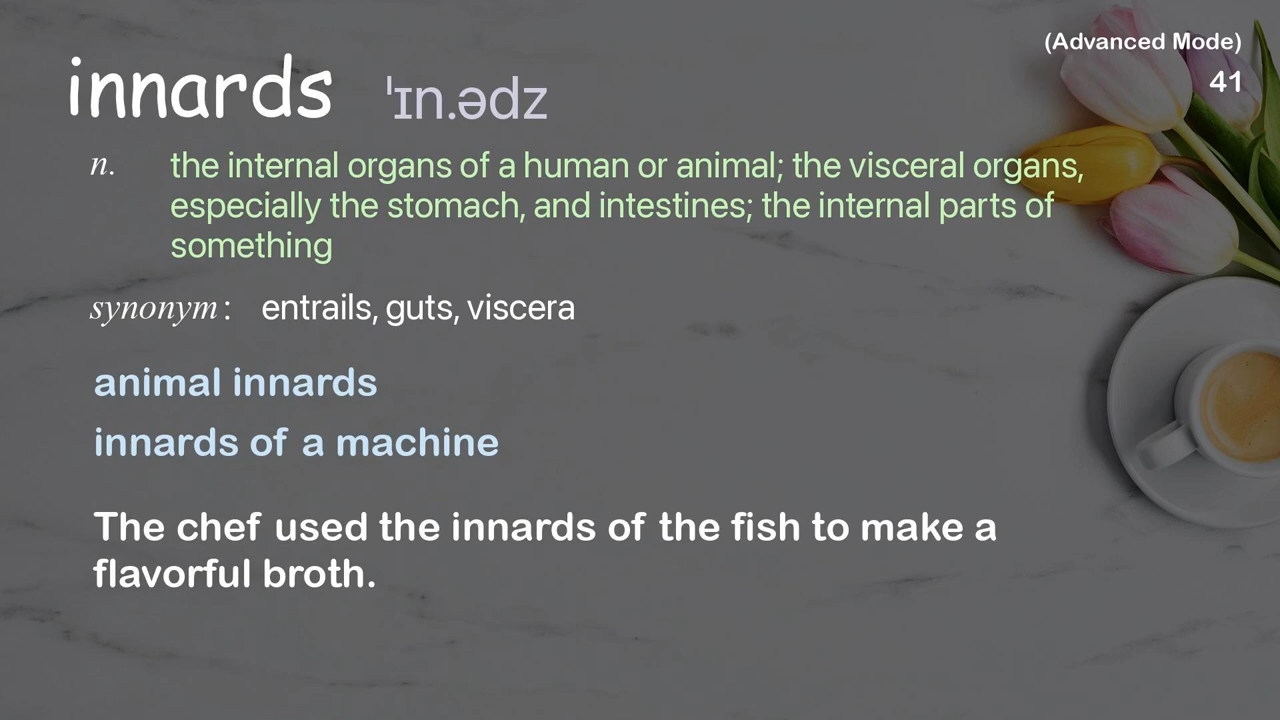 (Advanced Mode)
41
innards ˈɪn.ədz
n. the internal organs of a human or animal; the visceral organs,
especially the stomach, and intestines; the internal parts of
something
synonym: entrails, guts, viscera
animal innards
innards of a machine
The chef used the innards of the fish to make a
flavorful broth.